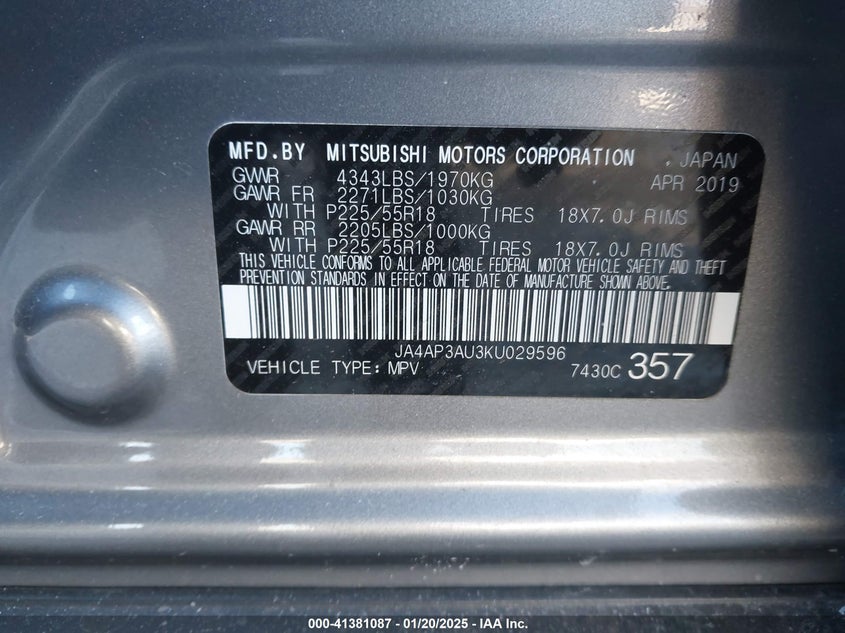 MFD.BY MITSUBISHI MOTORS CORPORATION . JAPAN
GVWR 4343LBS/1970KG APR 2019
GAWR FR 2271LBS/1030KG
WITH P225/55R18 TIRES 18X7.0J RIMS
GAWR RR 2205LBS/1000KG
WITH P225/55R18 TIRES 18X7.0J RIMS
THIS VEHICLE CONFORMS TO ALL APPLICABLE FEDERAL MOTOR VEHICLE SAFETY AND THEFT
PREVENTION STANDARDS IN EFFECT ON THE DATE OF MANUFACTURE SHOWN ABOVE.
JA4AP3AU3KU029596
VEHICLE TYPE: MPV 7430C 357
000-41381087 - 01/20/2025 - IAA Inc.